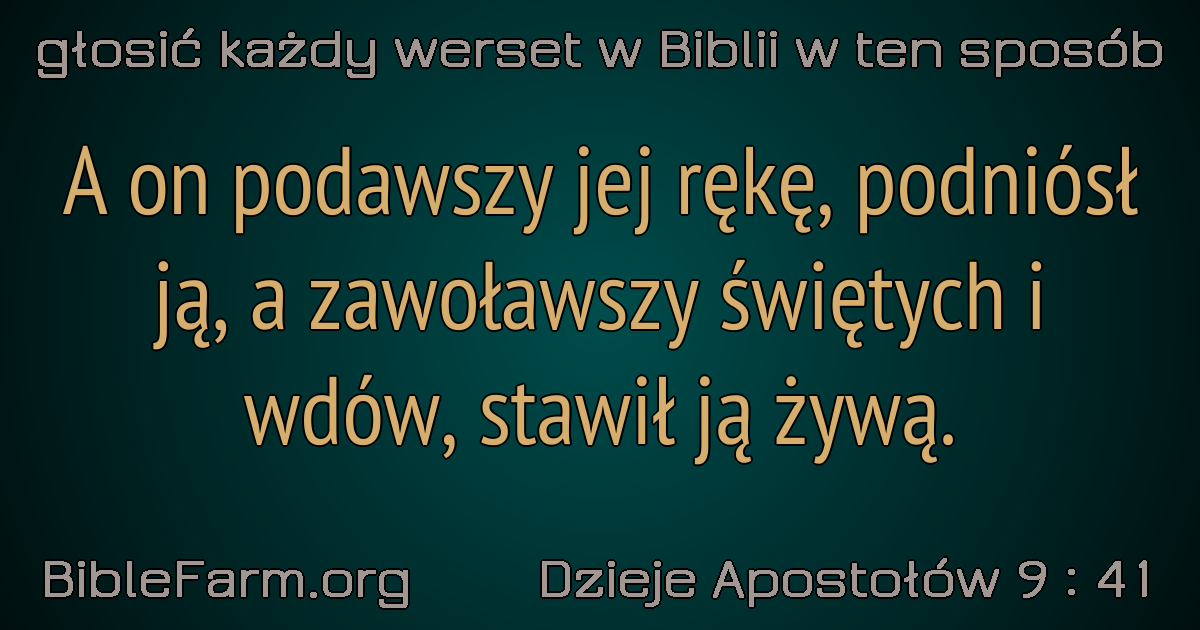 głosić każdy werset w Biblii w ten sposób
A on podawszy jej rękę, podniósł
ją, a zawoławszy świętych i
wdów, stawił ją żywą.
BibleFarm.org
Dzieje Apostołów 9 : 41